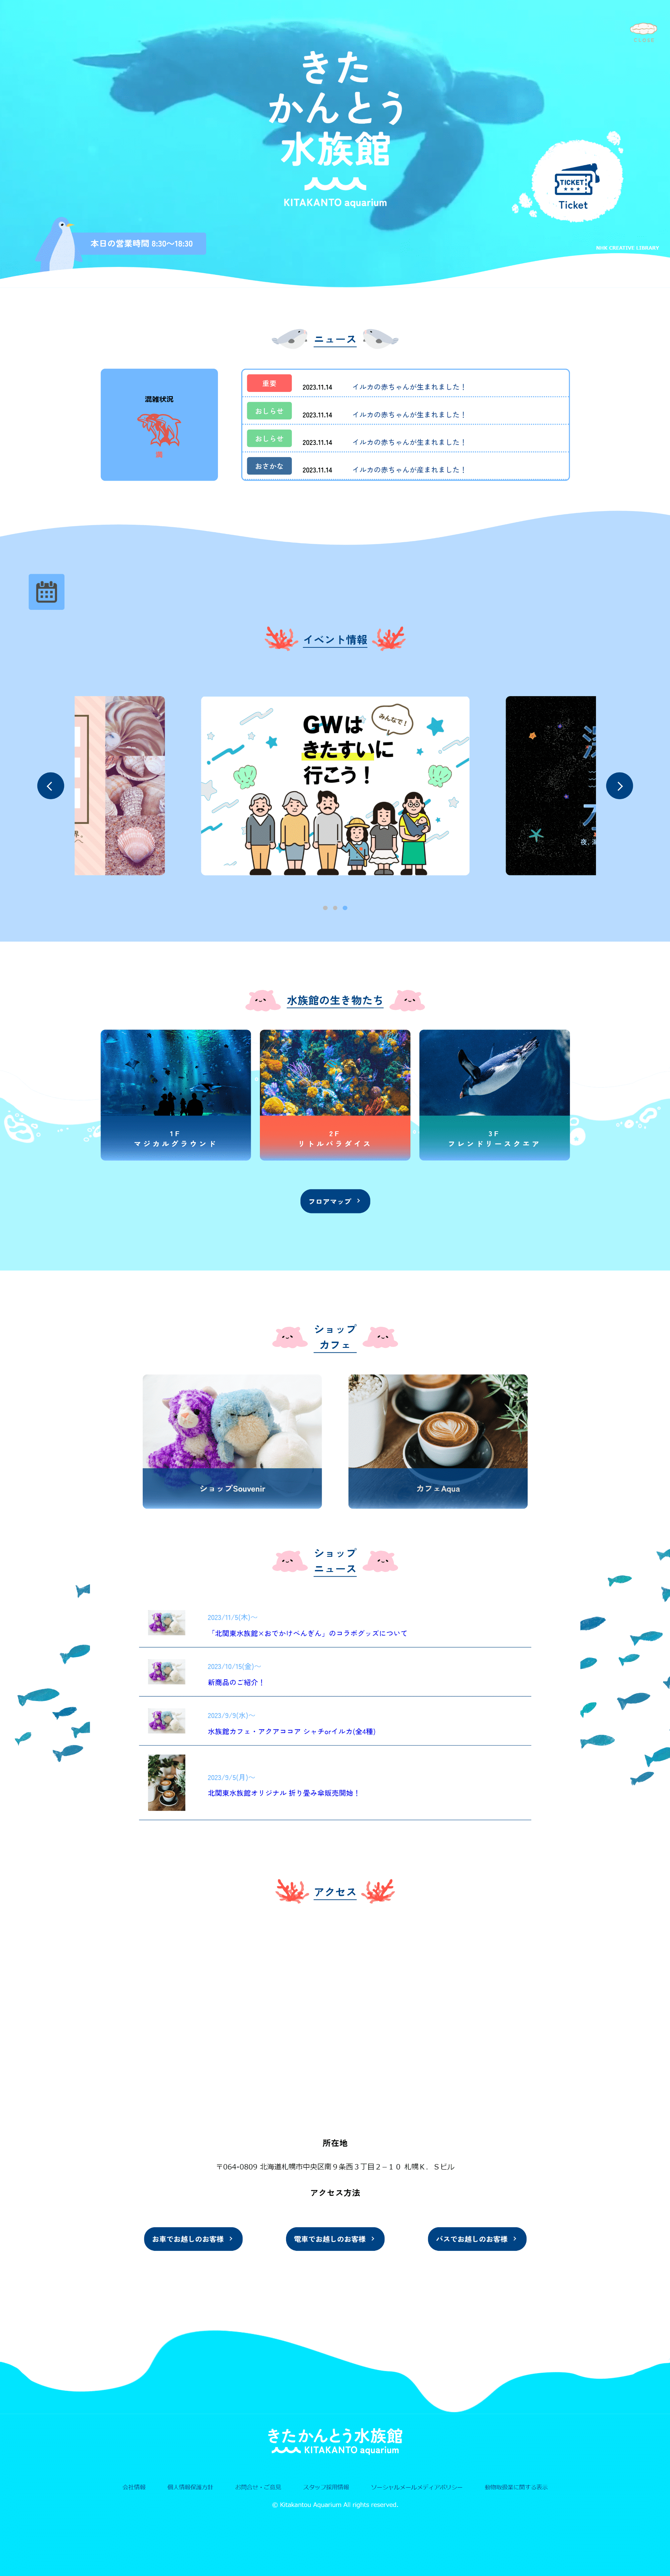 きた
かんとう
水族館
KITAKANTO aquarium
TICKET
Ticket
本日の営業時間 8:30〜18:30
NHK CREATIVE LIBRARY
ニュース
混雑状況
重要 2023.11.14 イルカの赤ちゃんが生まれました！
おしらせ 2023.11.14 イルカの赤ちゃんが生まれました！
おしらせ 2023.11.14 イルカの赤ちゃんが生まれました！
おさかな 2023.11.14 イルカの赤ちゃんが産まれました！
イベント情報
みんなで！
GWは
きたすいに
行こう！
水族館の生き物たち
1F
マジカルグラウンド
2F
リトルパラダイス
3F
フレンドリースクエア
フロアマップ
ショップ
カフェ
ショップSouvenir
カフェAqua
ショップ
ニュース
2023/11/5(木)〜
「北関東水族館×おでかけぺんぎん」のコラボグッズについて
2023/10/15(金)〜
新商品のご紹介！
2023/9/9(水)〜
水族館カフェ・アクアココア シャチorイルカ(全4種)
2023/9/5(月)〜
北関東水族館オリジナル 折り畳み傘販売開始！
アクセス
所在地
〒064-0809 北海道札幌市中央区南９条西３丁目２−１０ 札幌Ｋ．Ｓビル
アクセス方法
お車でお越しのお客様
電車でお越しのお客様
バスでお越しのお客様
きたかんとう水族館
KITAKANTO aquarium
会社情報 個人情報保護方針 お問合せ・ご意見 スタッフ採用情報 ソーシャルメールメディアポリシー 動物取扱業に関する表示
© Kitakantou Aquarium All rights reserved.